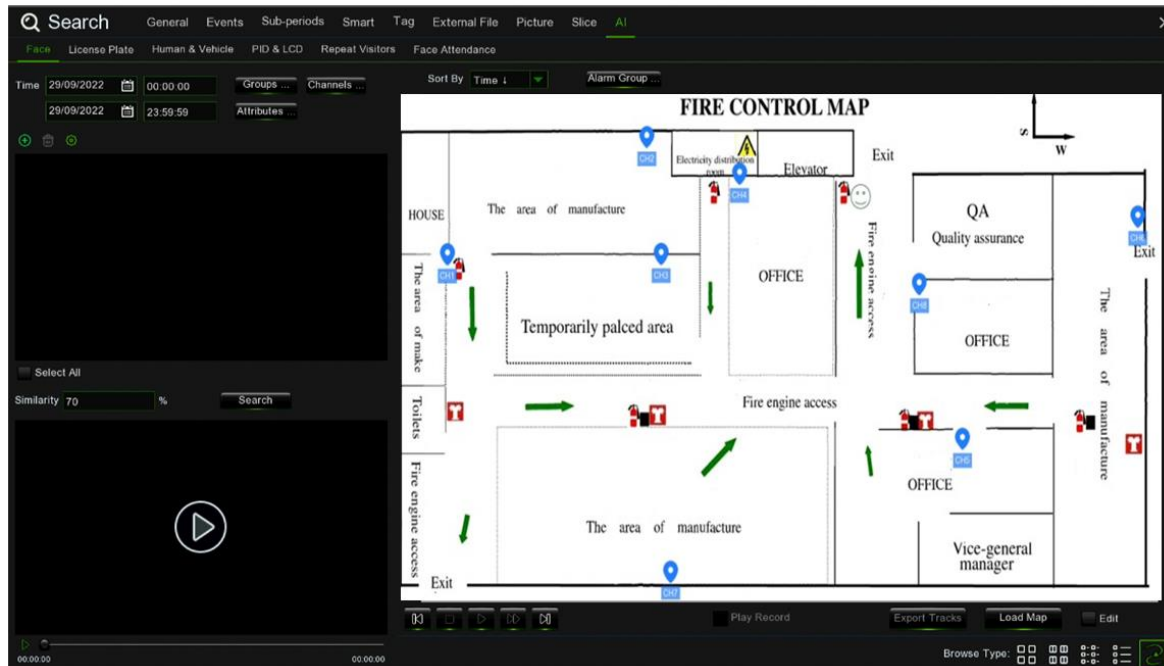 Search General Events Sub-periods Smart Tag External File Picture Slice AI
Face License Plate Human & Vehicle PID & LCD Repeat Visitors Face Attendance
Time 29/09/2022 00:00:00 Groups ... Channels ...
29/09/2022 23:59:59 Attributes ...
Select All
Similarity 70 % Search
00:00:00 00:00:00
Sort By Time ↓ Alarm Group ...
FIRE CONTROL MAP
S
W
CH2
Electricity distribution
room
Elevator
Exit
CH4
HOUSE
The area of manufacture
QA
Quality assurance
CH6
Exit
CH1
CH3
OFFICE
Fire engine access
CH8
The area of make
Temporarily palced area
OFFICE
The area of manufacture
Toilets
Fire engine access
CH5
OFFICE
Fire engine access
The area of manufacture
Vice-general
manager
CH7
Exit
Play Record Export Tracks Load Map Edit
Browse Type: